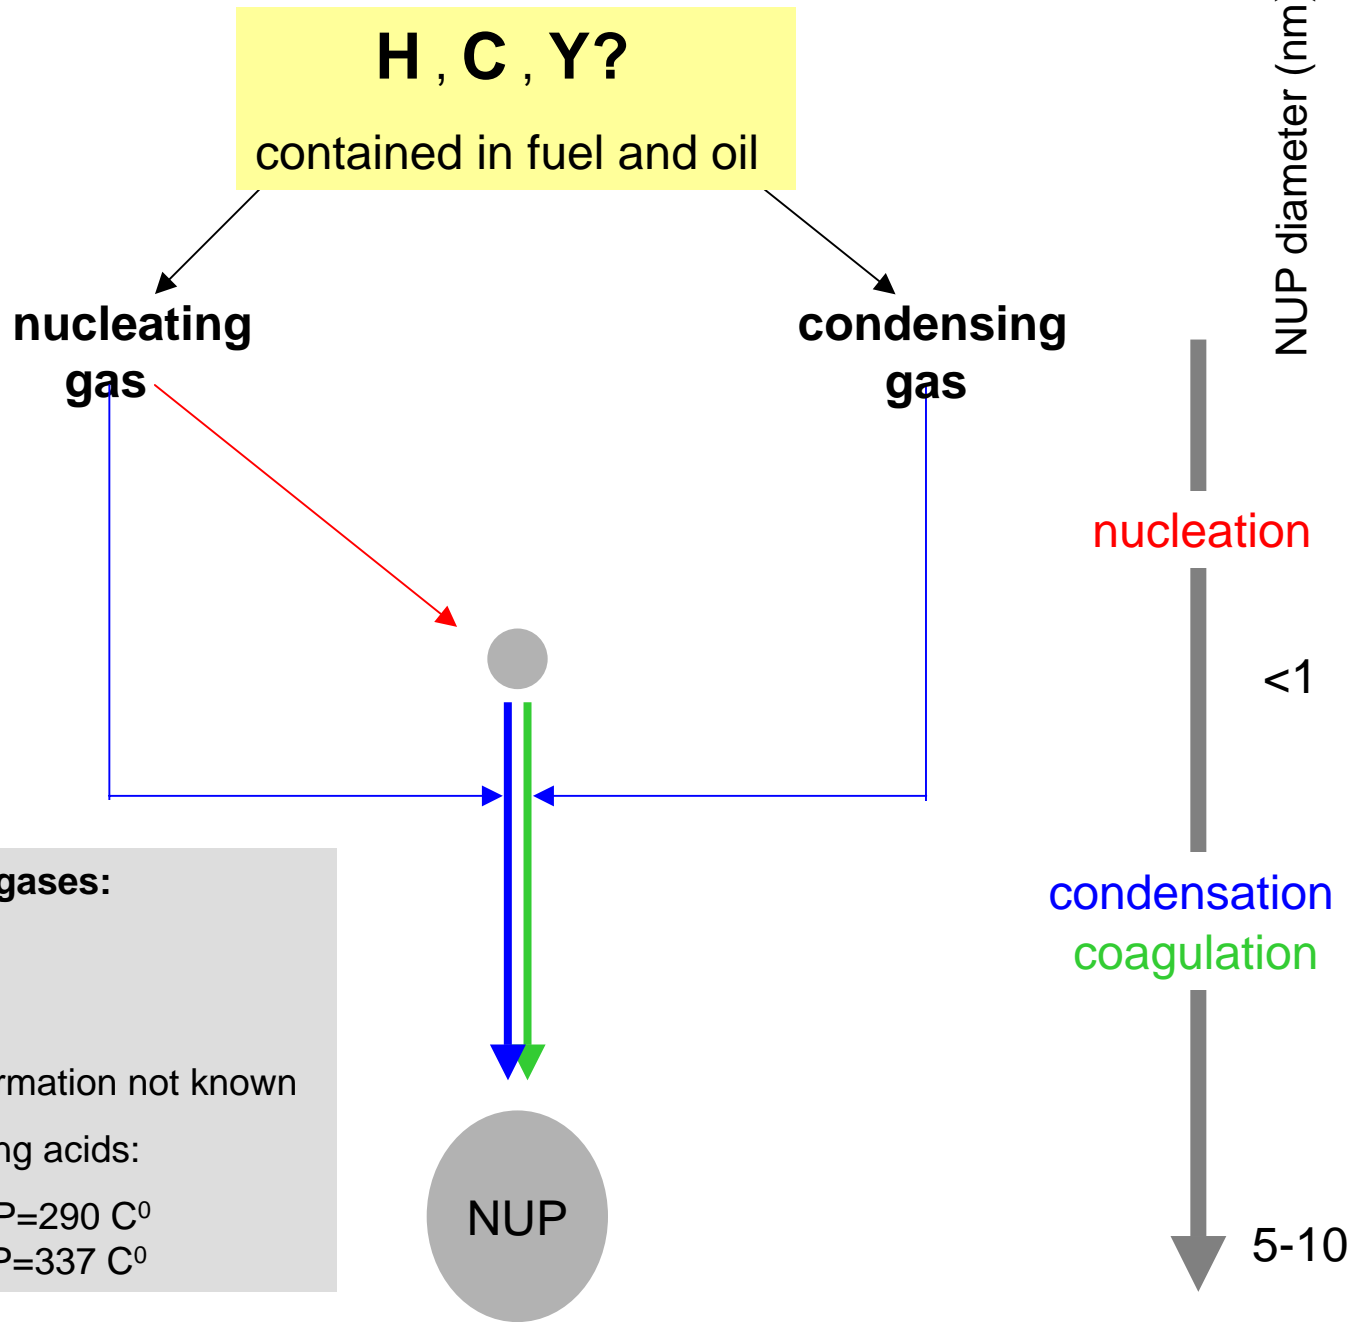 H , C , Y?
contained in fuel and oil
NUP diameter (nm)
nucleating
gas
condensing
gas
nucleation
<1
condensation
coagulation
gases:
rmation not known
ng acids:
P=290 C⁰
P=337 C⁰
NUP
5-10